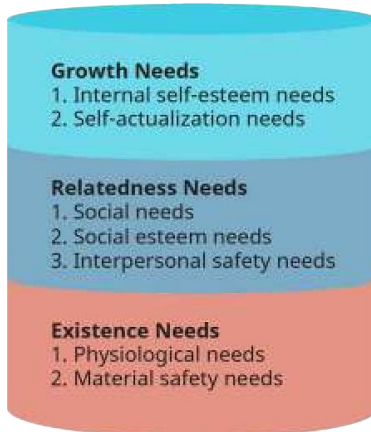 Growth Needs
1. Internal self-esteem needs
2. Self-actualization needs
Relatedness Needs
1. Social needs
2. Social esteem needs
3. Interpersonal safety needs
Existence Needs
1. Physiological needs
2. Material safety needs